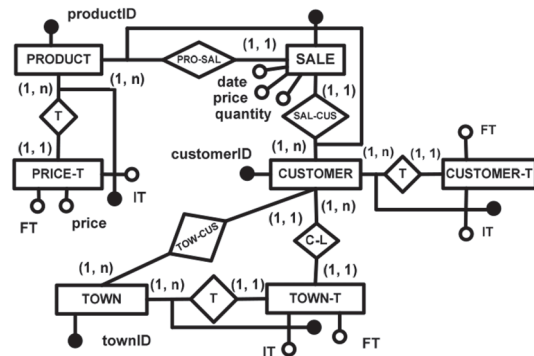 productID
PRODUCT
(1, n)
PRO-SAL
(1, 1)
SALE
date
price
quantity
(1, n)
(1, 1)
T
SAL-CUS
FT
(1, 1)
(1, n)
customerID
(1, n)
(1, 1)
PRICE-T
IT
CUSTOMER
T
CUSTOMER-T
FT
price
(1, 1)
(1, n)
IT
TOW-CUS
C-L
(1, n)
(1, n)
(1, 1)
(1, 1)
TOWN
T
TOWN-T
townID
IT
FT